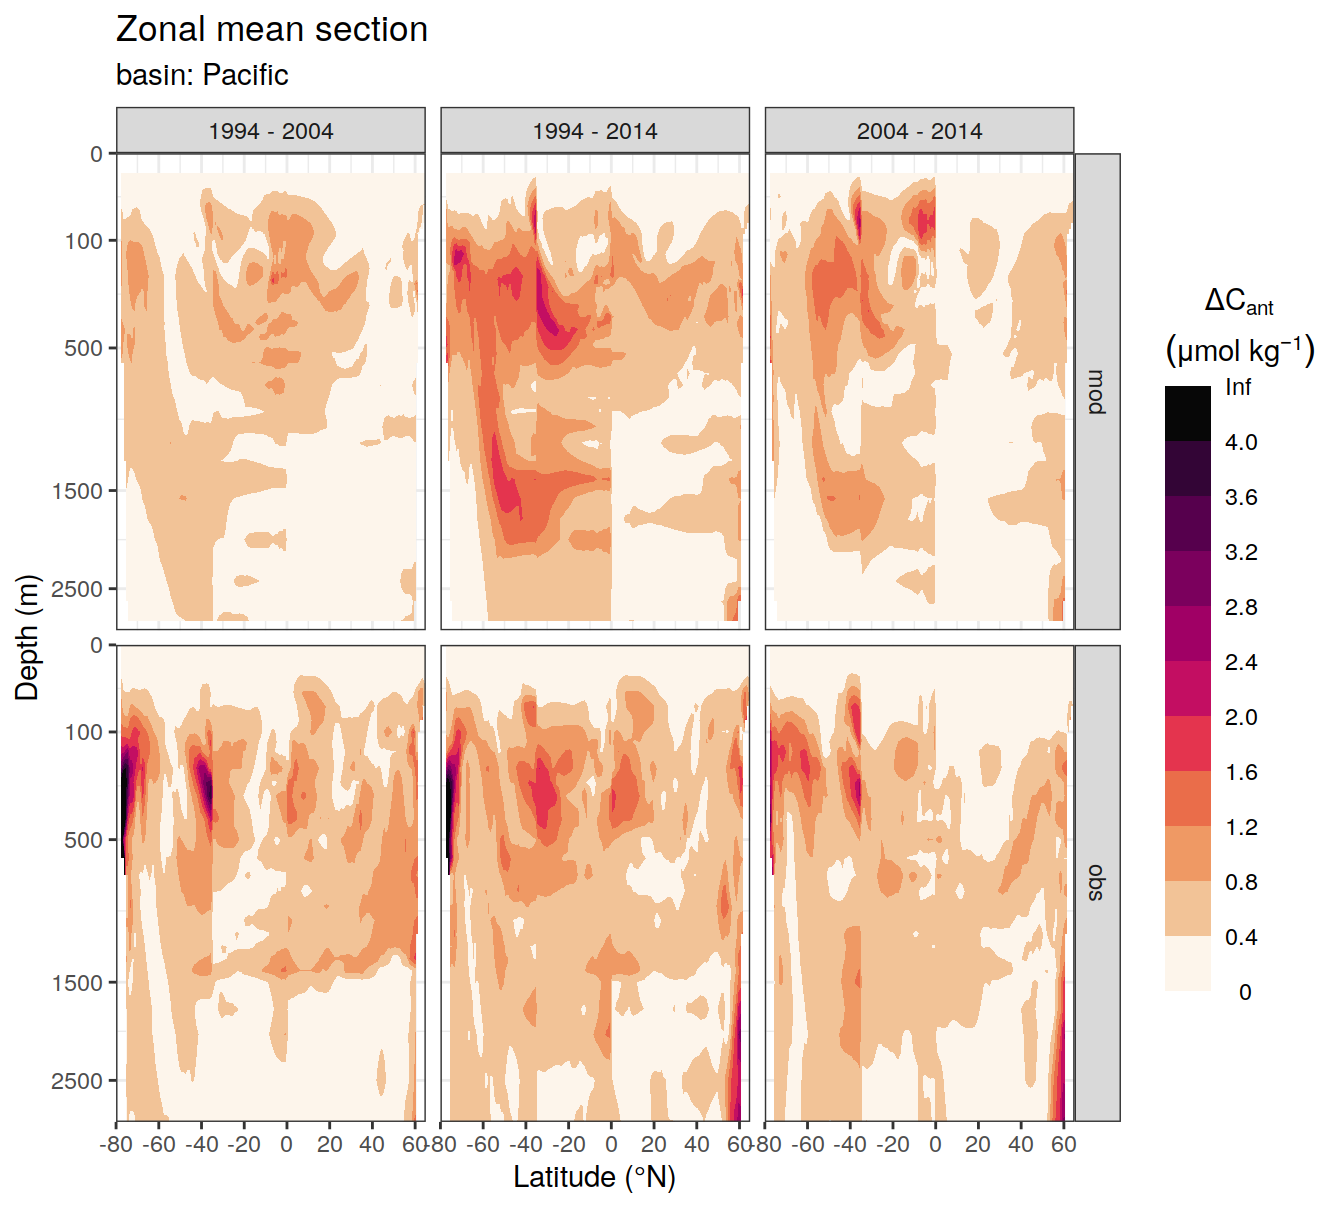 Zonal mean section
basin: Pacific
1994 - 2004
1994 - 2014
2004 - 2014
0
100
500
1500
2500
mod
0
100
500
1500
2500
obs
Depth (m)
-80 -60 -40 -20 0 20 40 60
-80 -60 -40 -20 0 20 40 60
-80 -60 -40 -20 0 20 40 60
Latitude (°N)
ΔCant
(μmol kg⁻¹)
Inf
4.0
3.6
3.2
2.8
2.4
2.0
1.6
1.2
0.8
0.4
0